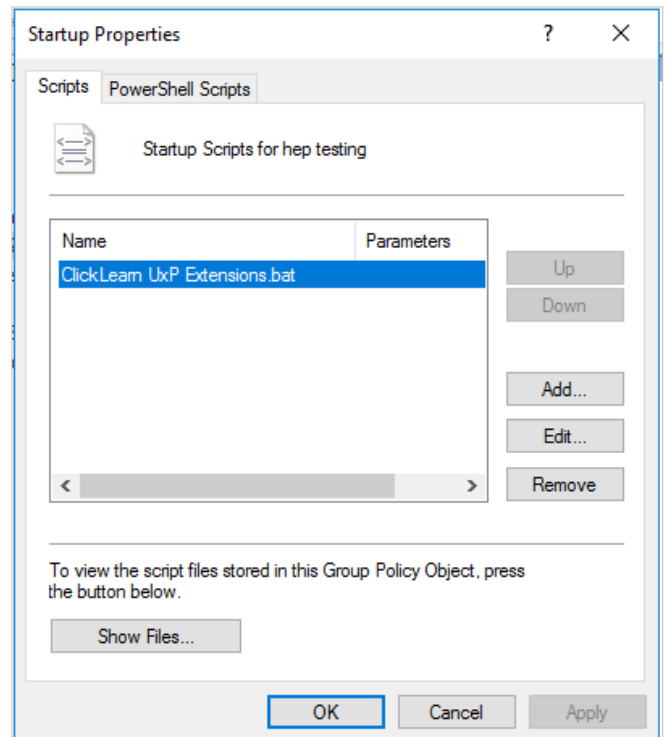 Startup Properties
?
Scripts
PowerShell Scripts
Startup Scripts for hep testing
Name
Parameters
ClickLearn UxP Extensions.bat
Up
Down
Add...
Edit...
Remove
To view the script files stored in this Group Policy Object, press
the button below.
Show Files...
OK
Cancel
Apply